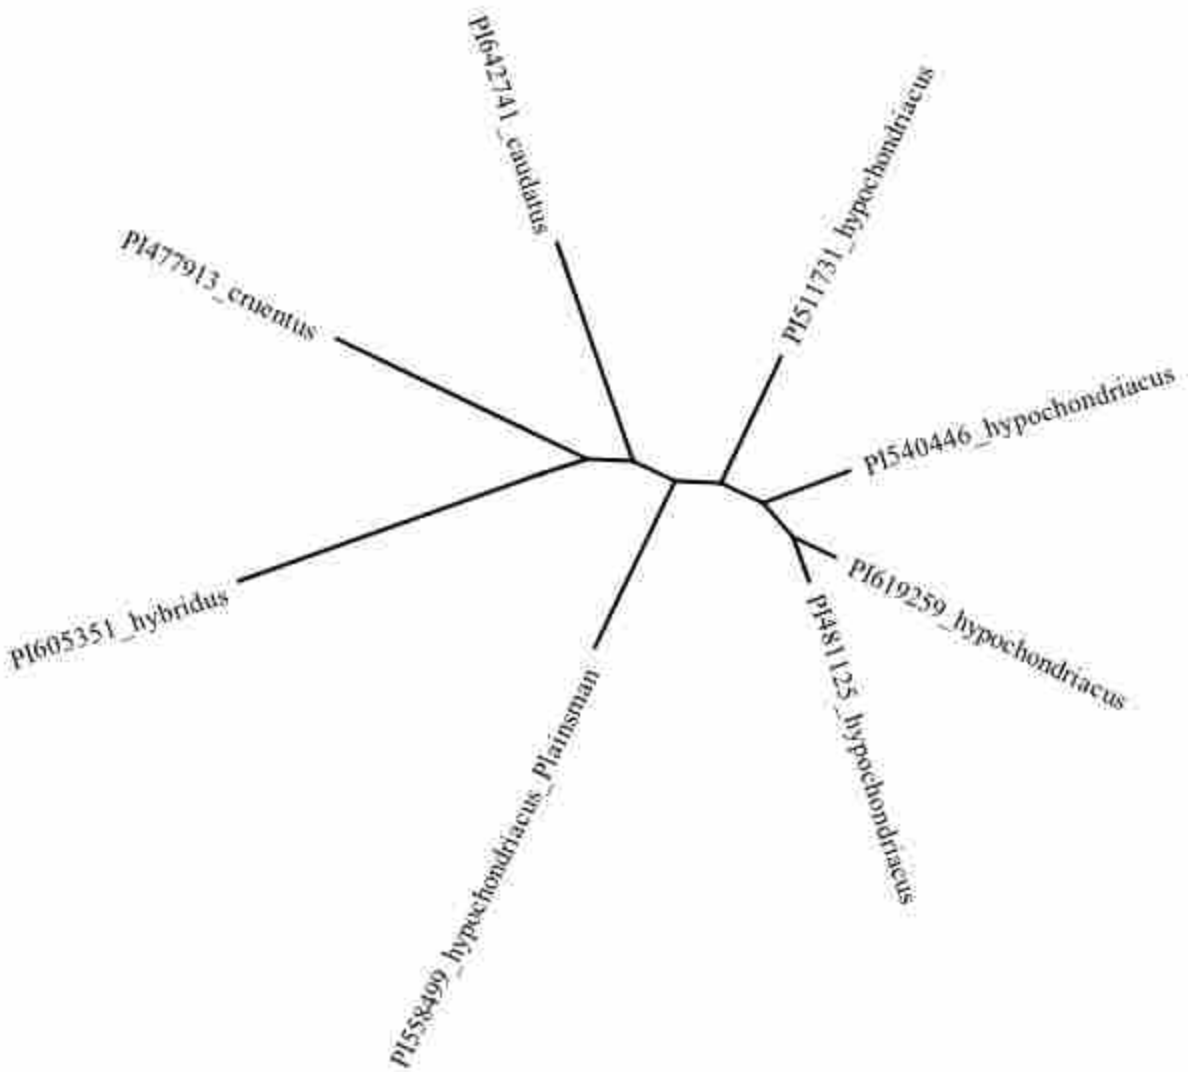 PI642741_caudatus
PI511731_hypochondriacus
PI477913_cruentus
PI540446_hypochondriacus
PI605351_hybridus
PI619259_hypochondriacus
PI481125_hypochondriacus
PI558499_hypochondriacus_Plainsman